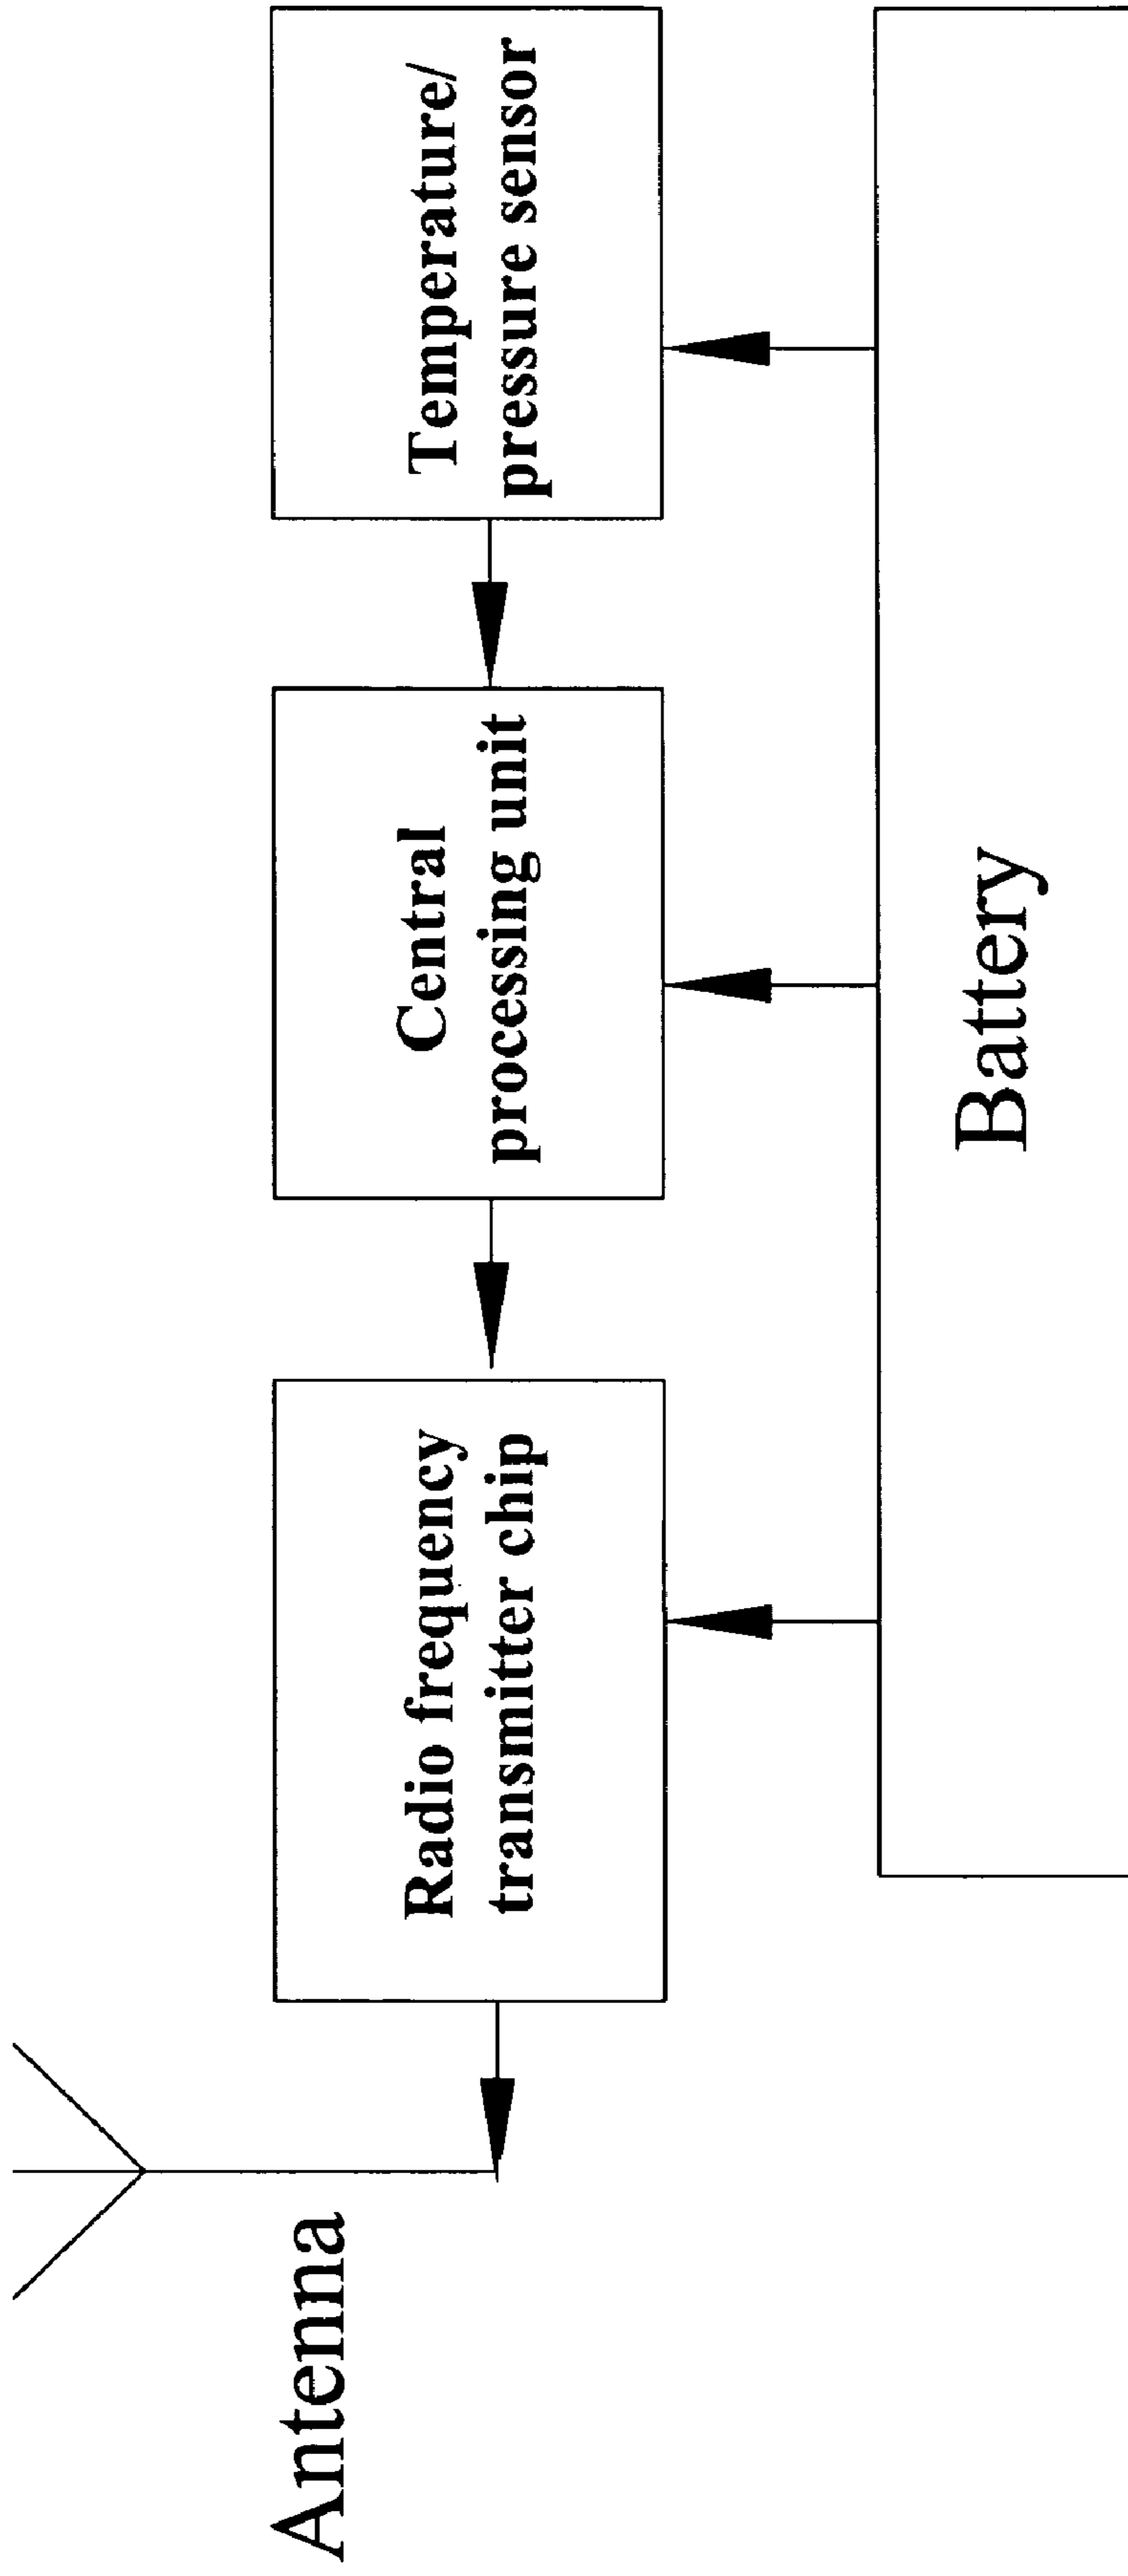 Antenna
Radio frequency
transmitter chip
Central
processing unit
Temperature/
pressure sensor
Battery